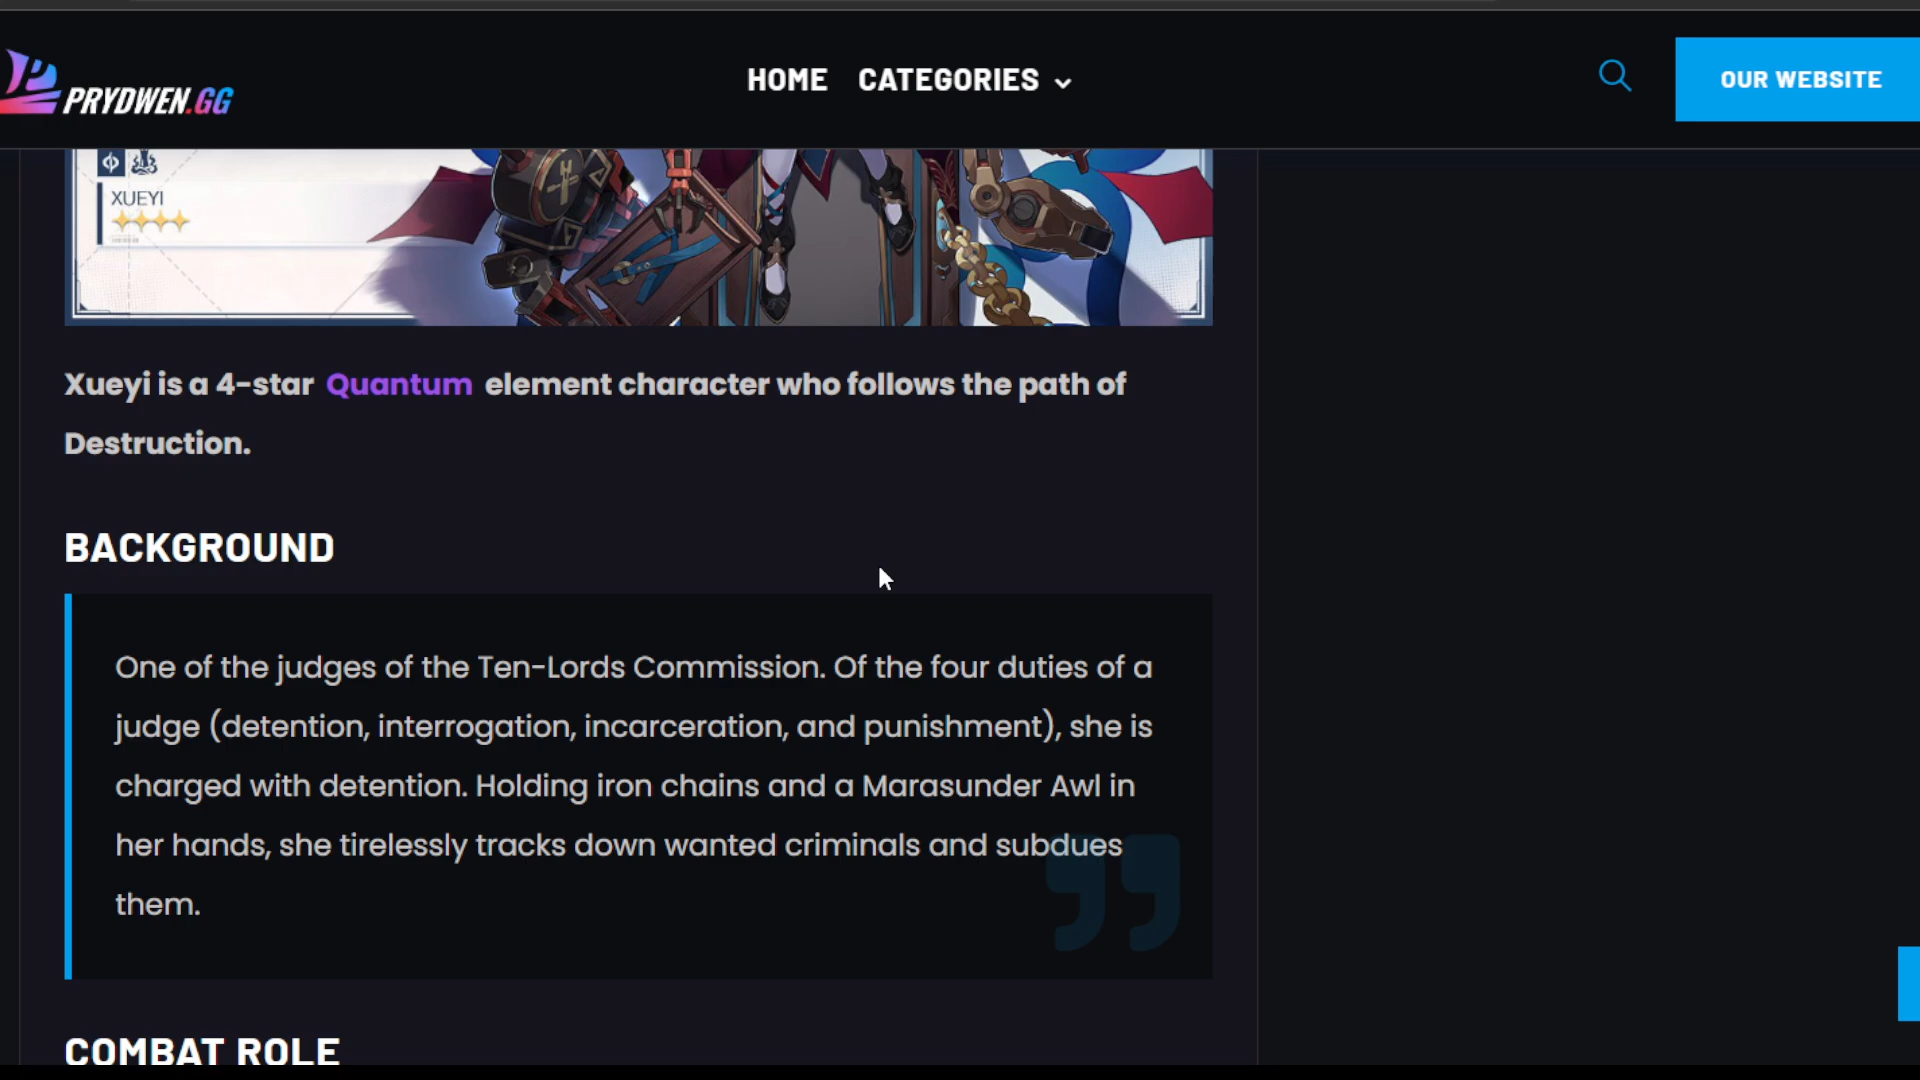 PRYDWEN.GG
HOME
CATEGORIES
OUR WEBSITE
XUEYI
Xueyi is a 4-star Quantum element character who follows the path of
Destruction.
BACKGROUND
One of the judges of the Ten-Lords Commission. Of the four duties of a
judge (detention, interrogation, incarceration, and punishment), she is
charged with detention. Holding iron chains and a Marasunder Awl in
her hands, she tirelessly tracks down wanted criminals and subdues
them.
COMBAT ROLE